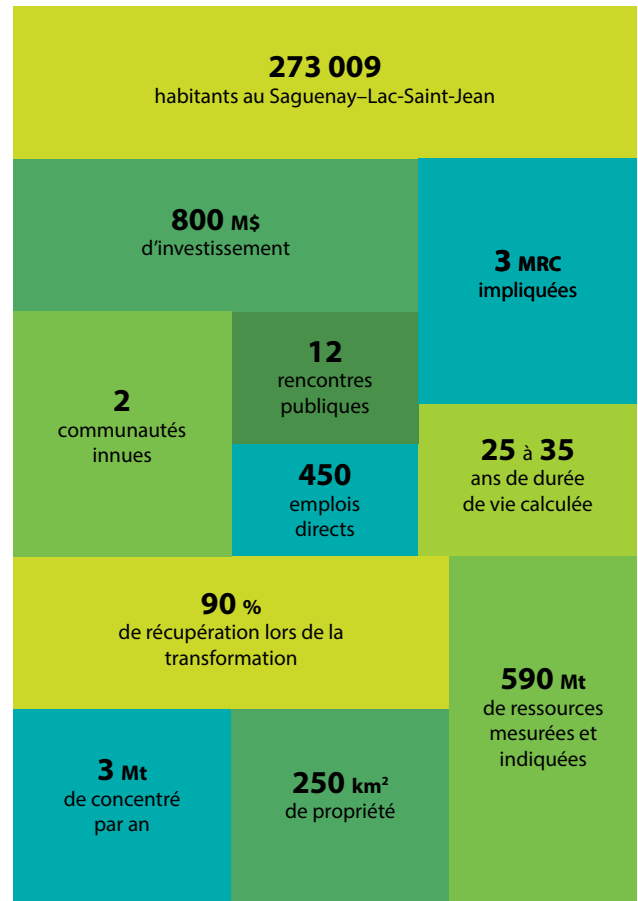 273 009
habitants au Saguenay–Lac-Saint-Jean
800 M$
d'investissement
3 MRC
impliquées
2
communautés
innues
12
rencontres
publiques
450
emplois
directs
25 à 35
ans de durée
de vie calculée
90 %
de récupération lors de la
transformation
590 Mt
de ressources
mesurées et
indiquées
3 Mt
de concentré
par an
250 km²
de propriété